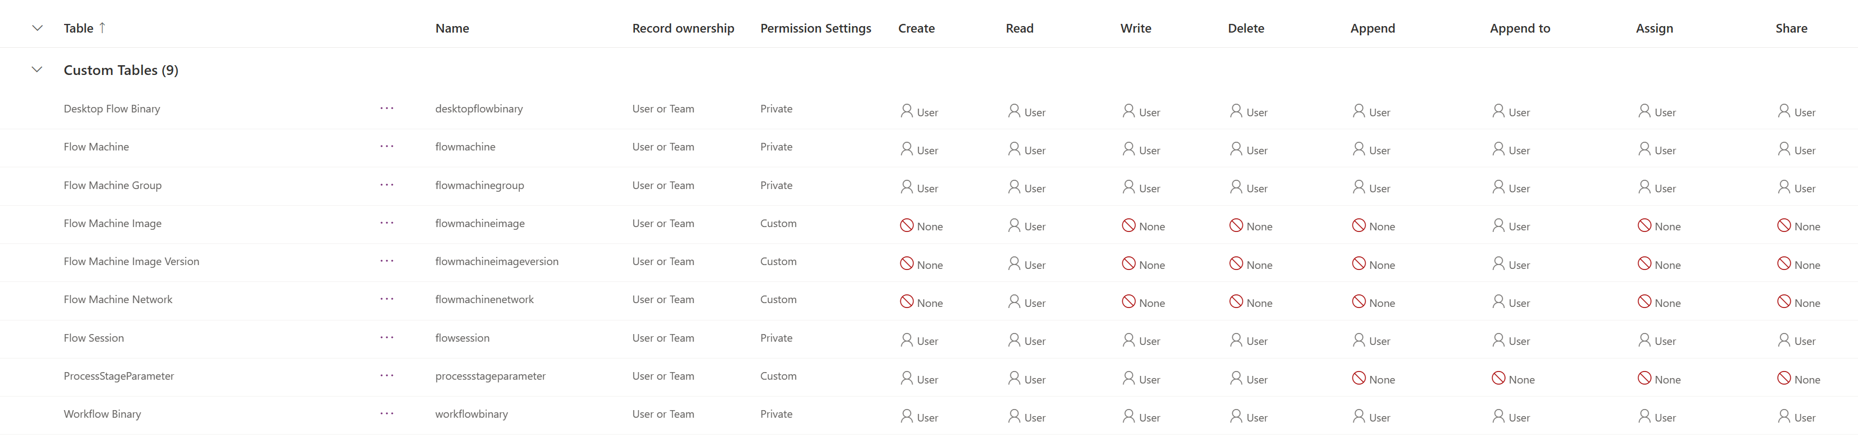 Table ↑ Name Record ownership Permission Settings Create Read Write Delete Append Append to Assign Share
Custom Tables (9)
Desktop Flow Binary ... desktopflowbinary User or Team Private User User User User User User User User
Flow Machine ... flowmachine User or Team Private User User User User User User User User
Flow Machine Group ... flowmachinegroup User or Team Private User User User User User User User User
Flow Machine Image ... flowmachineimage User or Team Custom None User None None None User None None
Flow Machine Image Version ... flowmachineimageversion User or Team Custom None User None None None User None None
Flow Machine Network ... flowmachinenetwork User or Team Custom None User None None None User None None
Flow Session ... flowsession User or Team Private User User User User User User User User
ProcessStageParameter ... processstageparameter User or Team Custom User User User User None None None None
Workflow Binary ... workflowbinary User or Team Private User User User User User User User User